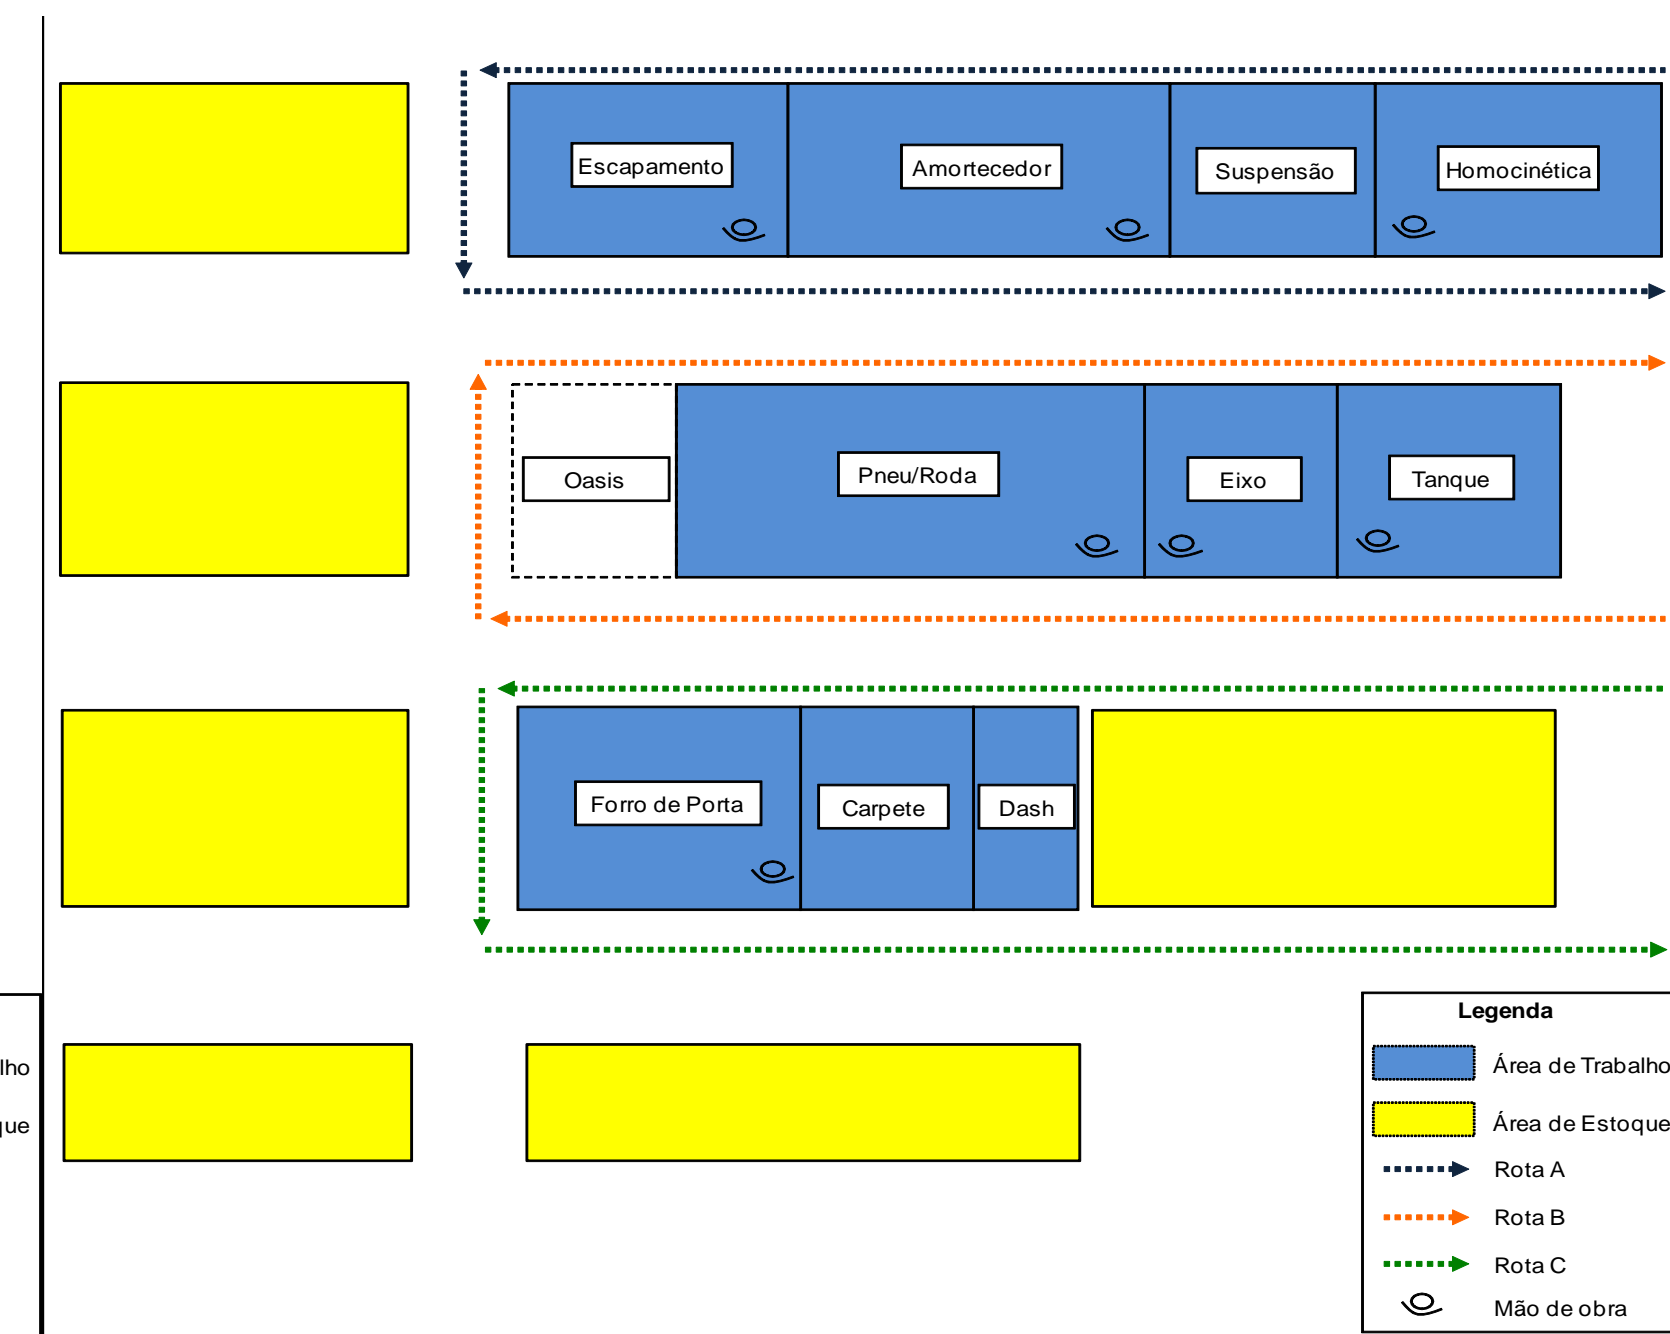 Escapamento
Amortecedor
Suspensão
Homocinética
Oasis
Pneu/Roda
Eixo
Tanque
Forro de Porta
Carpete
Dash
lho
que
Legenda
Área de Trabalho
Área de Estoque
Rota A
Rota B
Rota C
Mão de obra